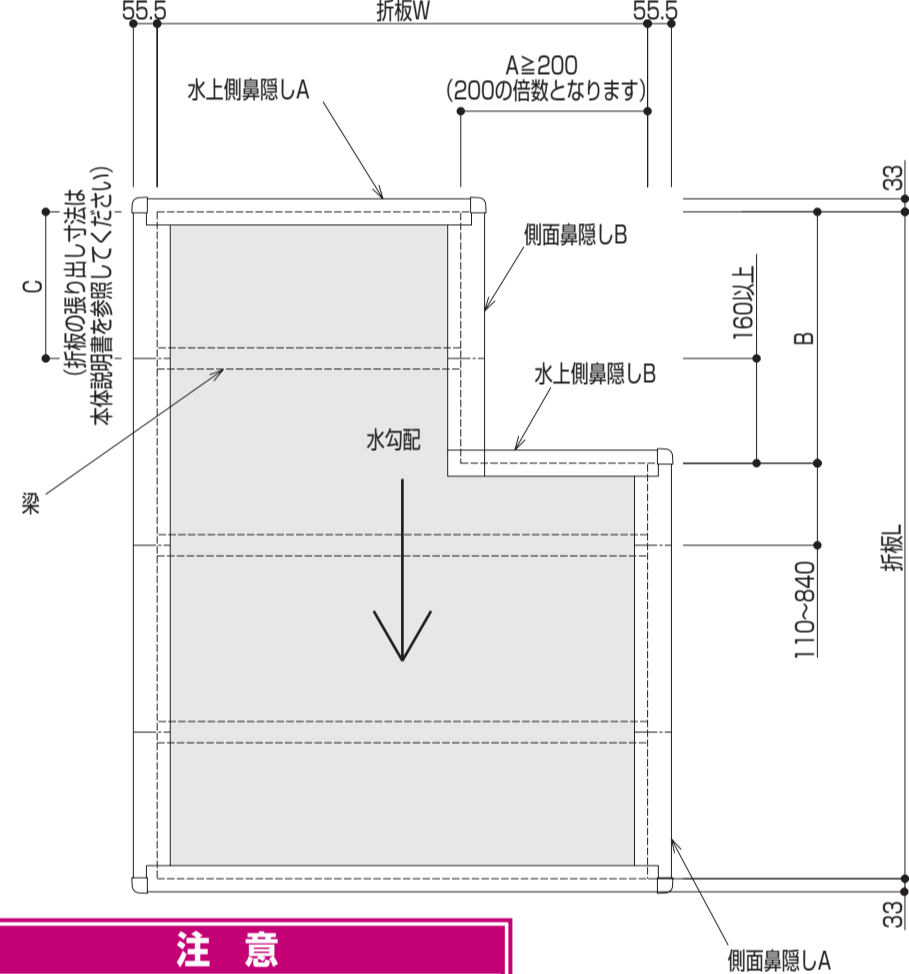 55.5
折板W
55.5
A≧200
(200の倍数となります)
水上側鼻隠しA
33
C
(折板の張り出し寸法は
本体説明書を参照してください)
側面鼻隠しB
160以上
B
水上側鼻隠しB
水勾配
梁
折板L
110~840
33
注 意
側面鼻隠しA